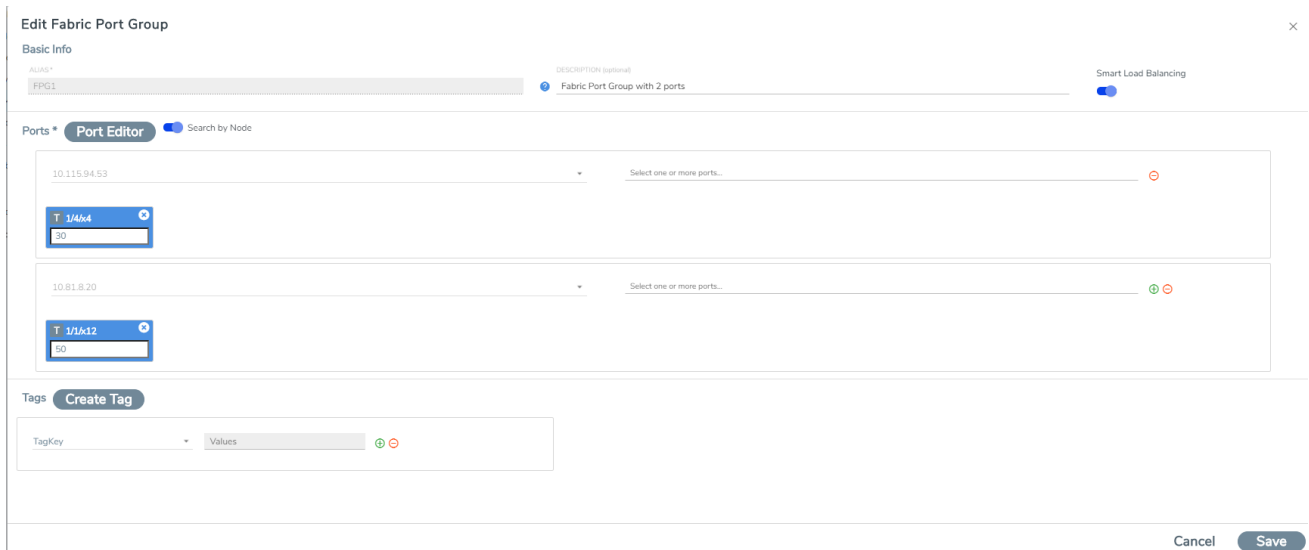 Edit Fabric Port Group
Basic Info
ALIAS *
DESCRIPTION (optional)
Smart Load Balancing
FPG1
Fabric Port Group with 2 ports
Ports * Port Editor Search by Node
10.115.94.53
Select one or more ports...
T 1/4/x4
30
10.81.8.20
Select one or more ports...
T 1/1/x12
50
Tags Create Tag
TagKey
Values
Cancel Save